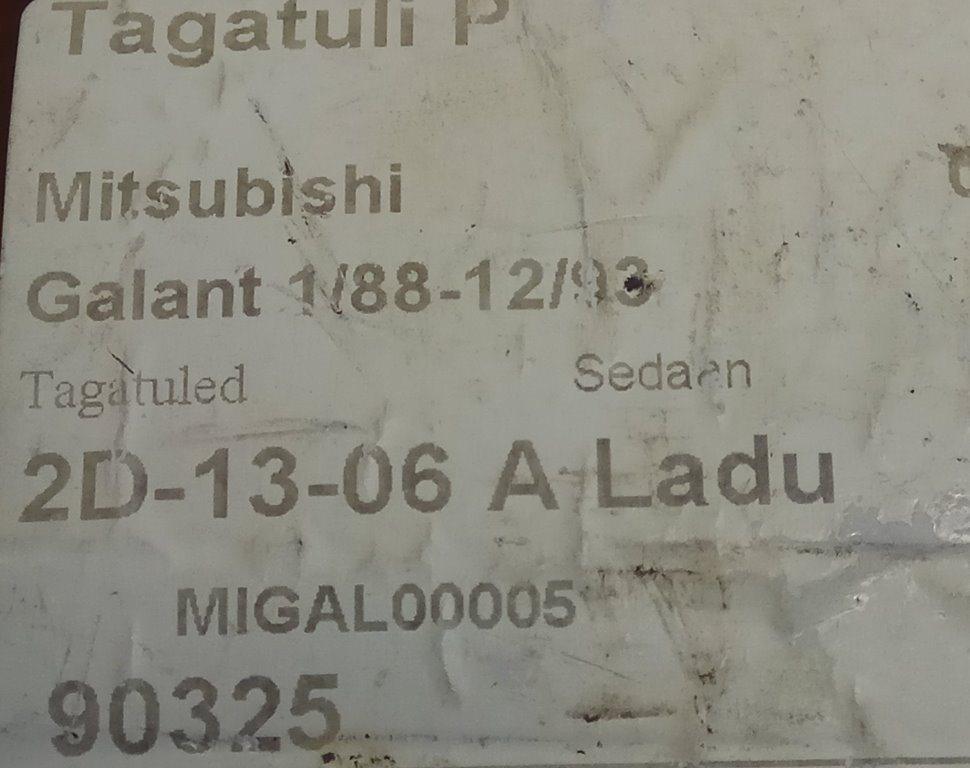 Tagatuli P
Mitsubishi
Galant 1/88-12/93
Tagatuled Sedaan
2D-13-06 A Ladu
MIGAL00005
90325